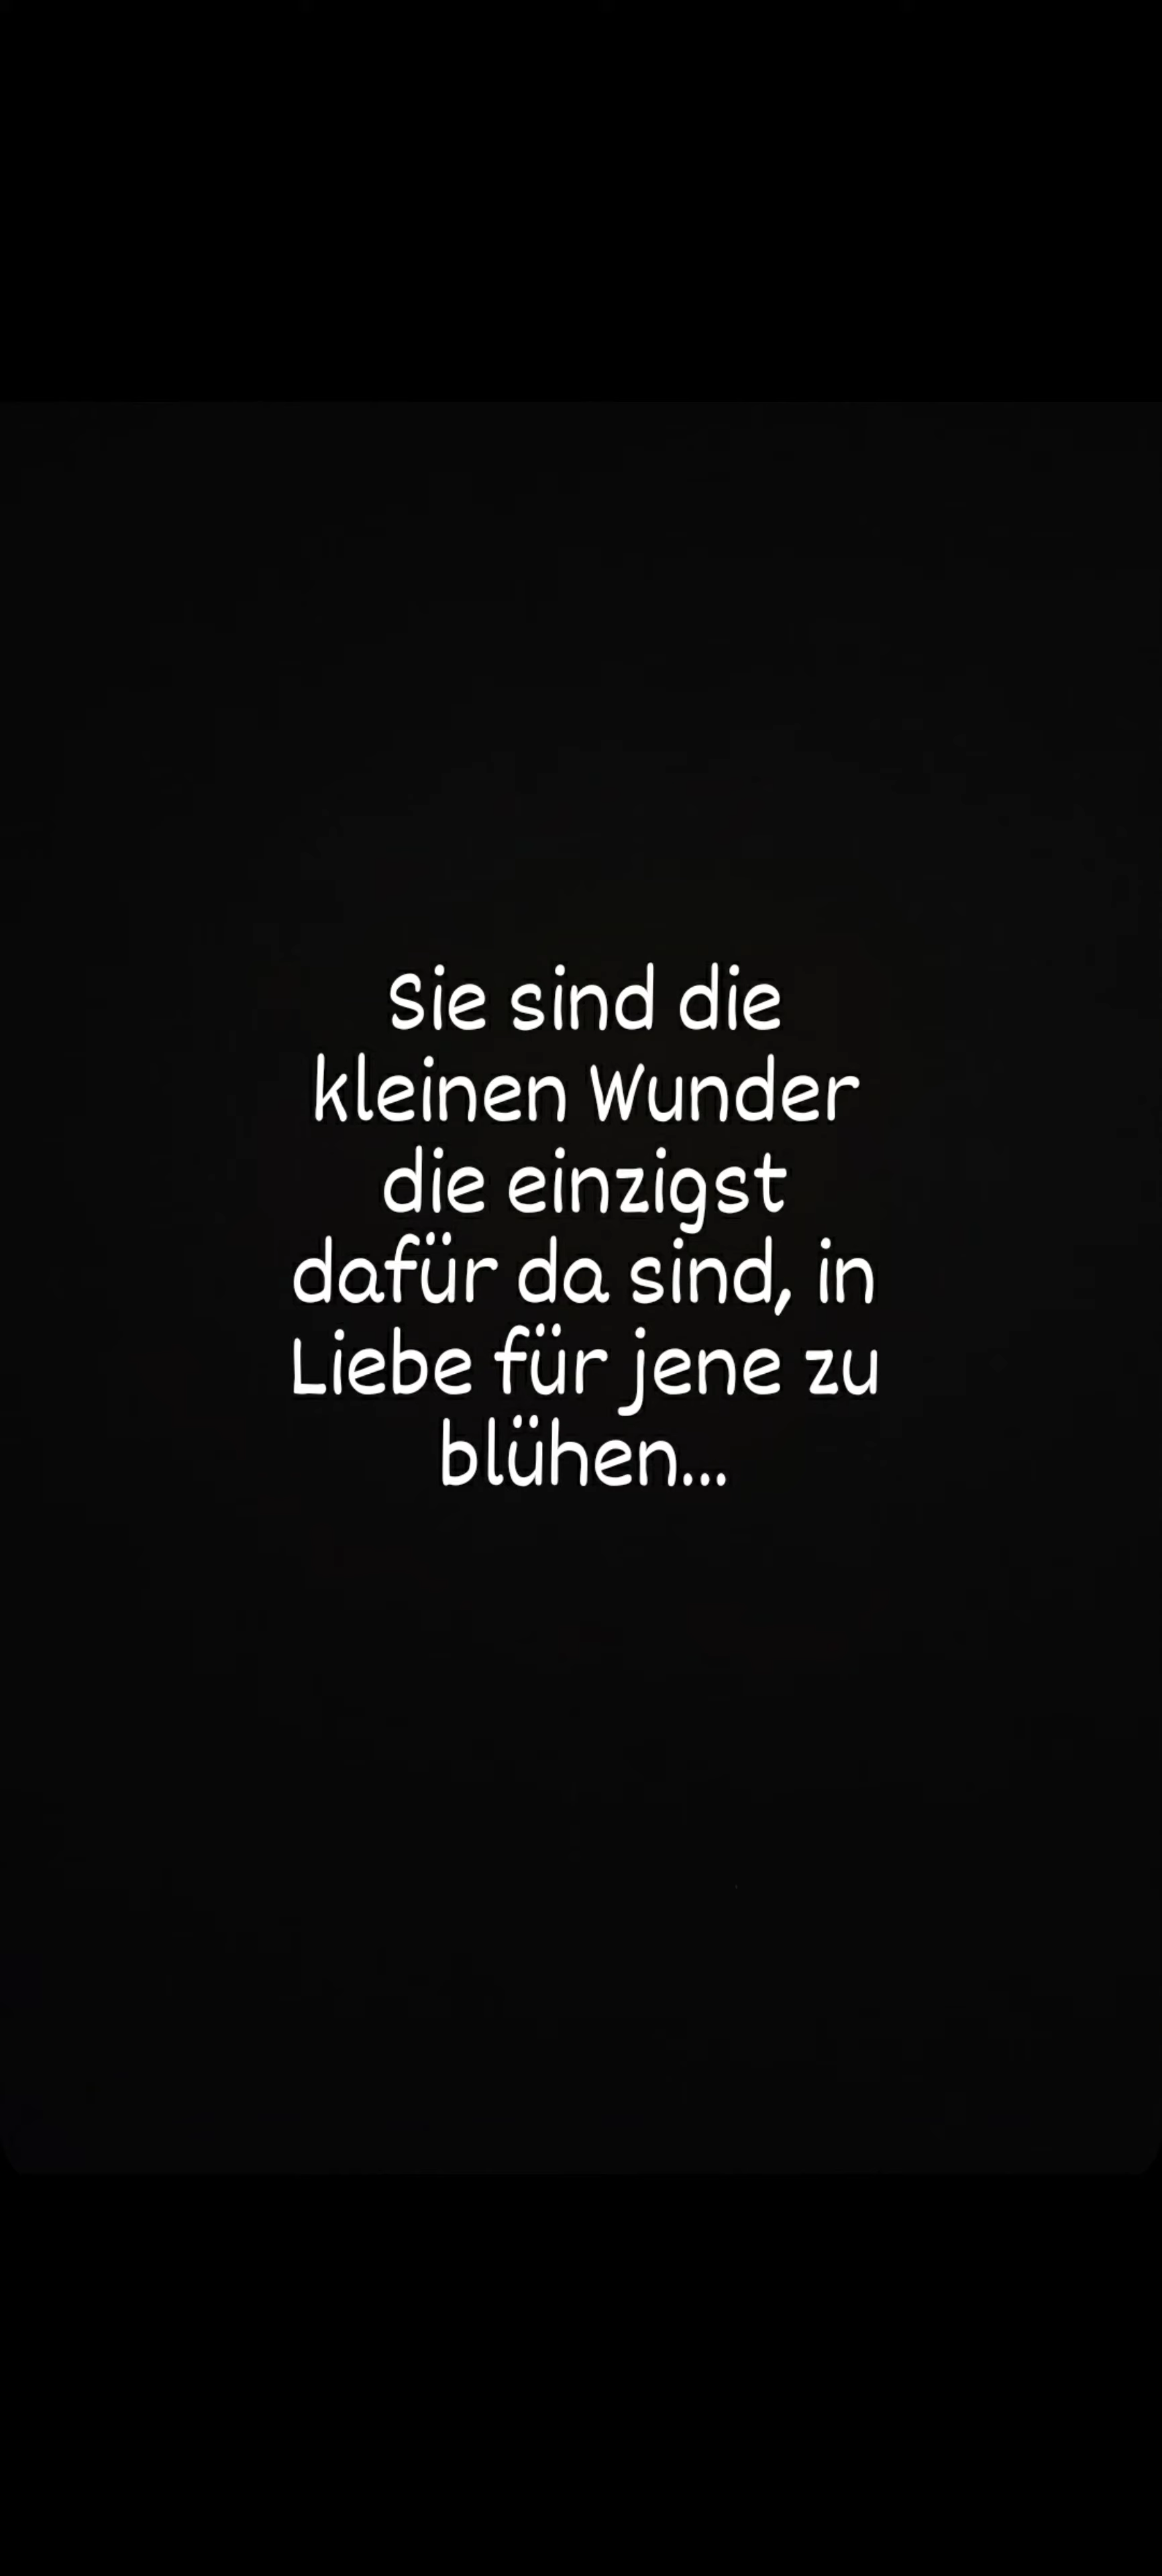 Sie sind die
kleinen Wunder
die einzigst
dafür da sind, in
Liebe für jene zu
blühen...